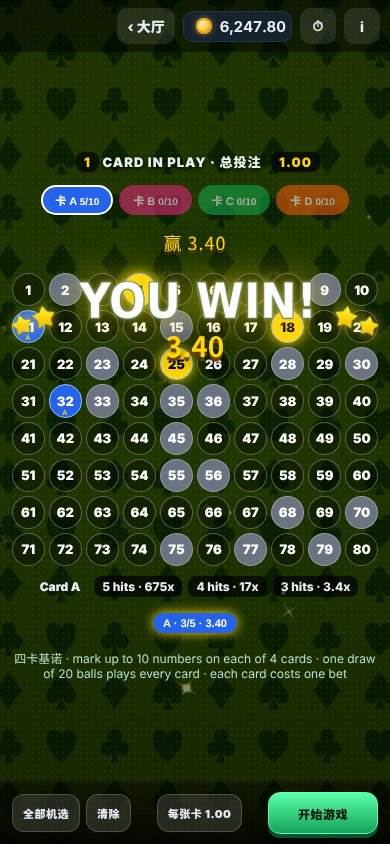 ‹ 大厅 6,247.80 ⏱ i
1 CARD IN PLAY · 总投注 1.00
卡 A 5/10 卡 B 0/10 卡 C 0/10 卡 D 0/10
赢 3.40
1 2 5 9 10
YOU WIN!
12 13 14 15 16 17 18 19
3.40
21 22 23 24 25 26 27 28 29 30
31 32 A 33 34 35 36 37 38 39 40
41 42 43 44 45 46 47 48 49 50
51 52 53 54 55 56 57 58 59 60
61 62 63 64 65 66 67 68 69 70
71 72 73 74 75 76 77 78 79 80
Card A 5 hits · 675x 4 hits · 17x 3 hits · 3.4x
A · 3/5 · 3.40
四卡基诺 · mark up to 10 numbers on each of 4 cards · one draw
of 20 balls plays every card · each card costs one bet
全部机选 清除 每张卡 1.00 开始游戏